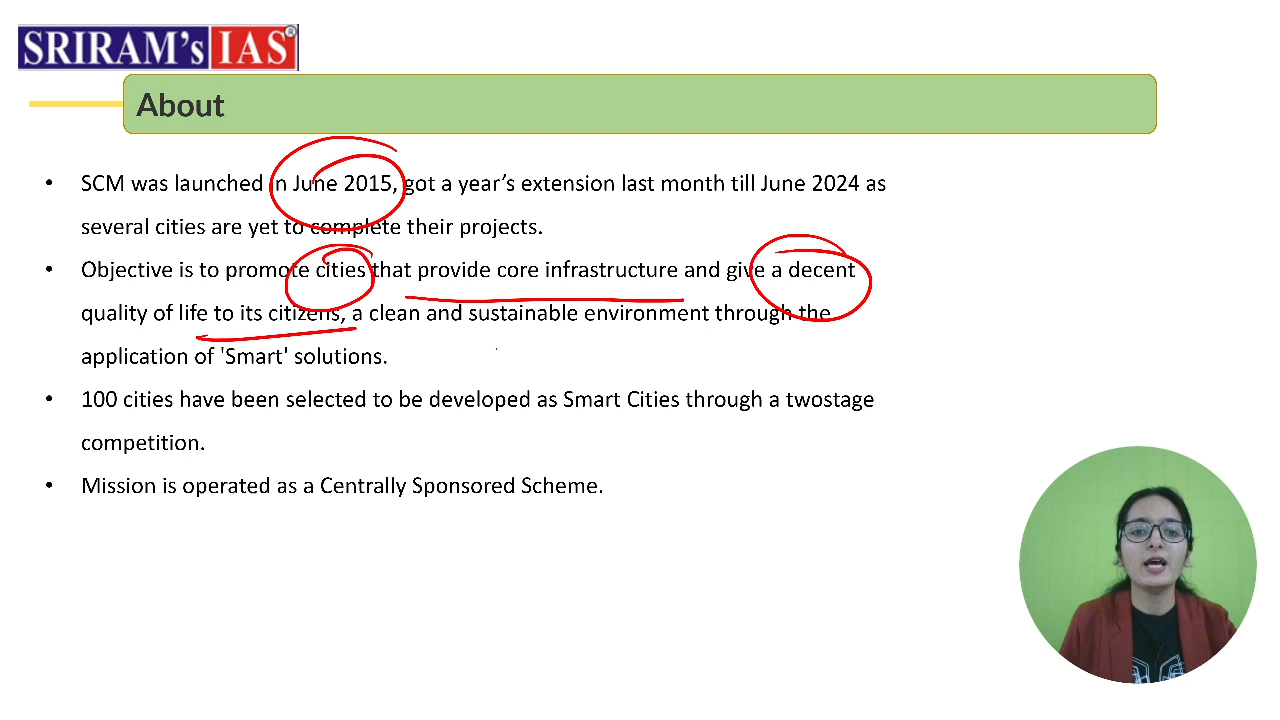 SRIRAM's IAS®
About
• SCM was launched in June 2015, got a year's extension last month till June 2024 as
several cities are yet to complete their projects.
• Objective is to promote cities that provide core infrastructure and give a decent
quality of life to its citizens, a clean and sustainable environment through the
application of 'Smart' solutions.
• 100 cities have been selected to be developed as Smart Cities through a twostage
competition.
• Mission is operated as a Centrally Sponsored Scheme.